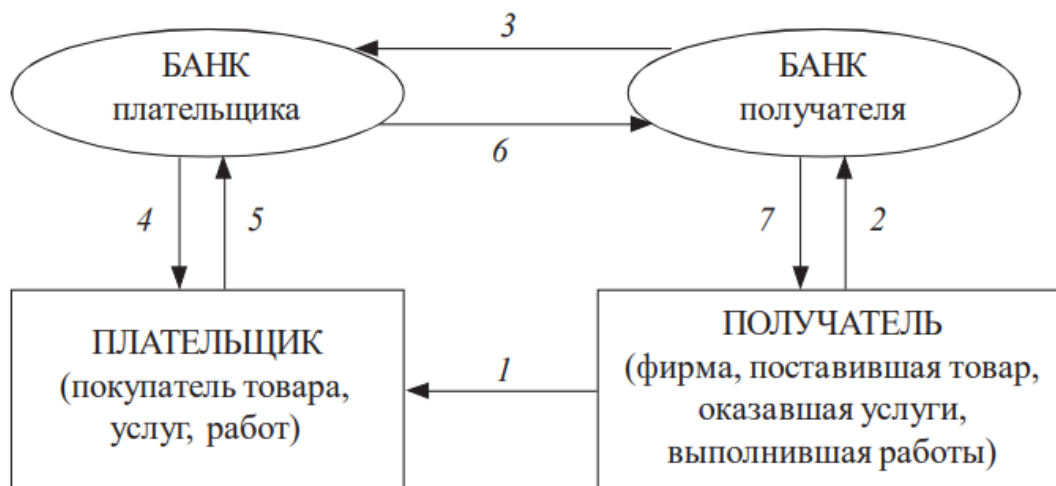 3
БАНК
плательщика
БАНК
получателя
6
4
5
7
2
ПЛАТЕЛЬЩИК
(покупатель товара,
услуг, работ)
1
ПОЛУЧАТЕЛЬ
(фирма, поставившая товар,
оказавшая услуги,
выполнившая работы)